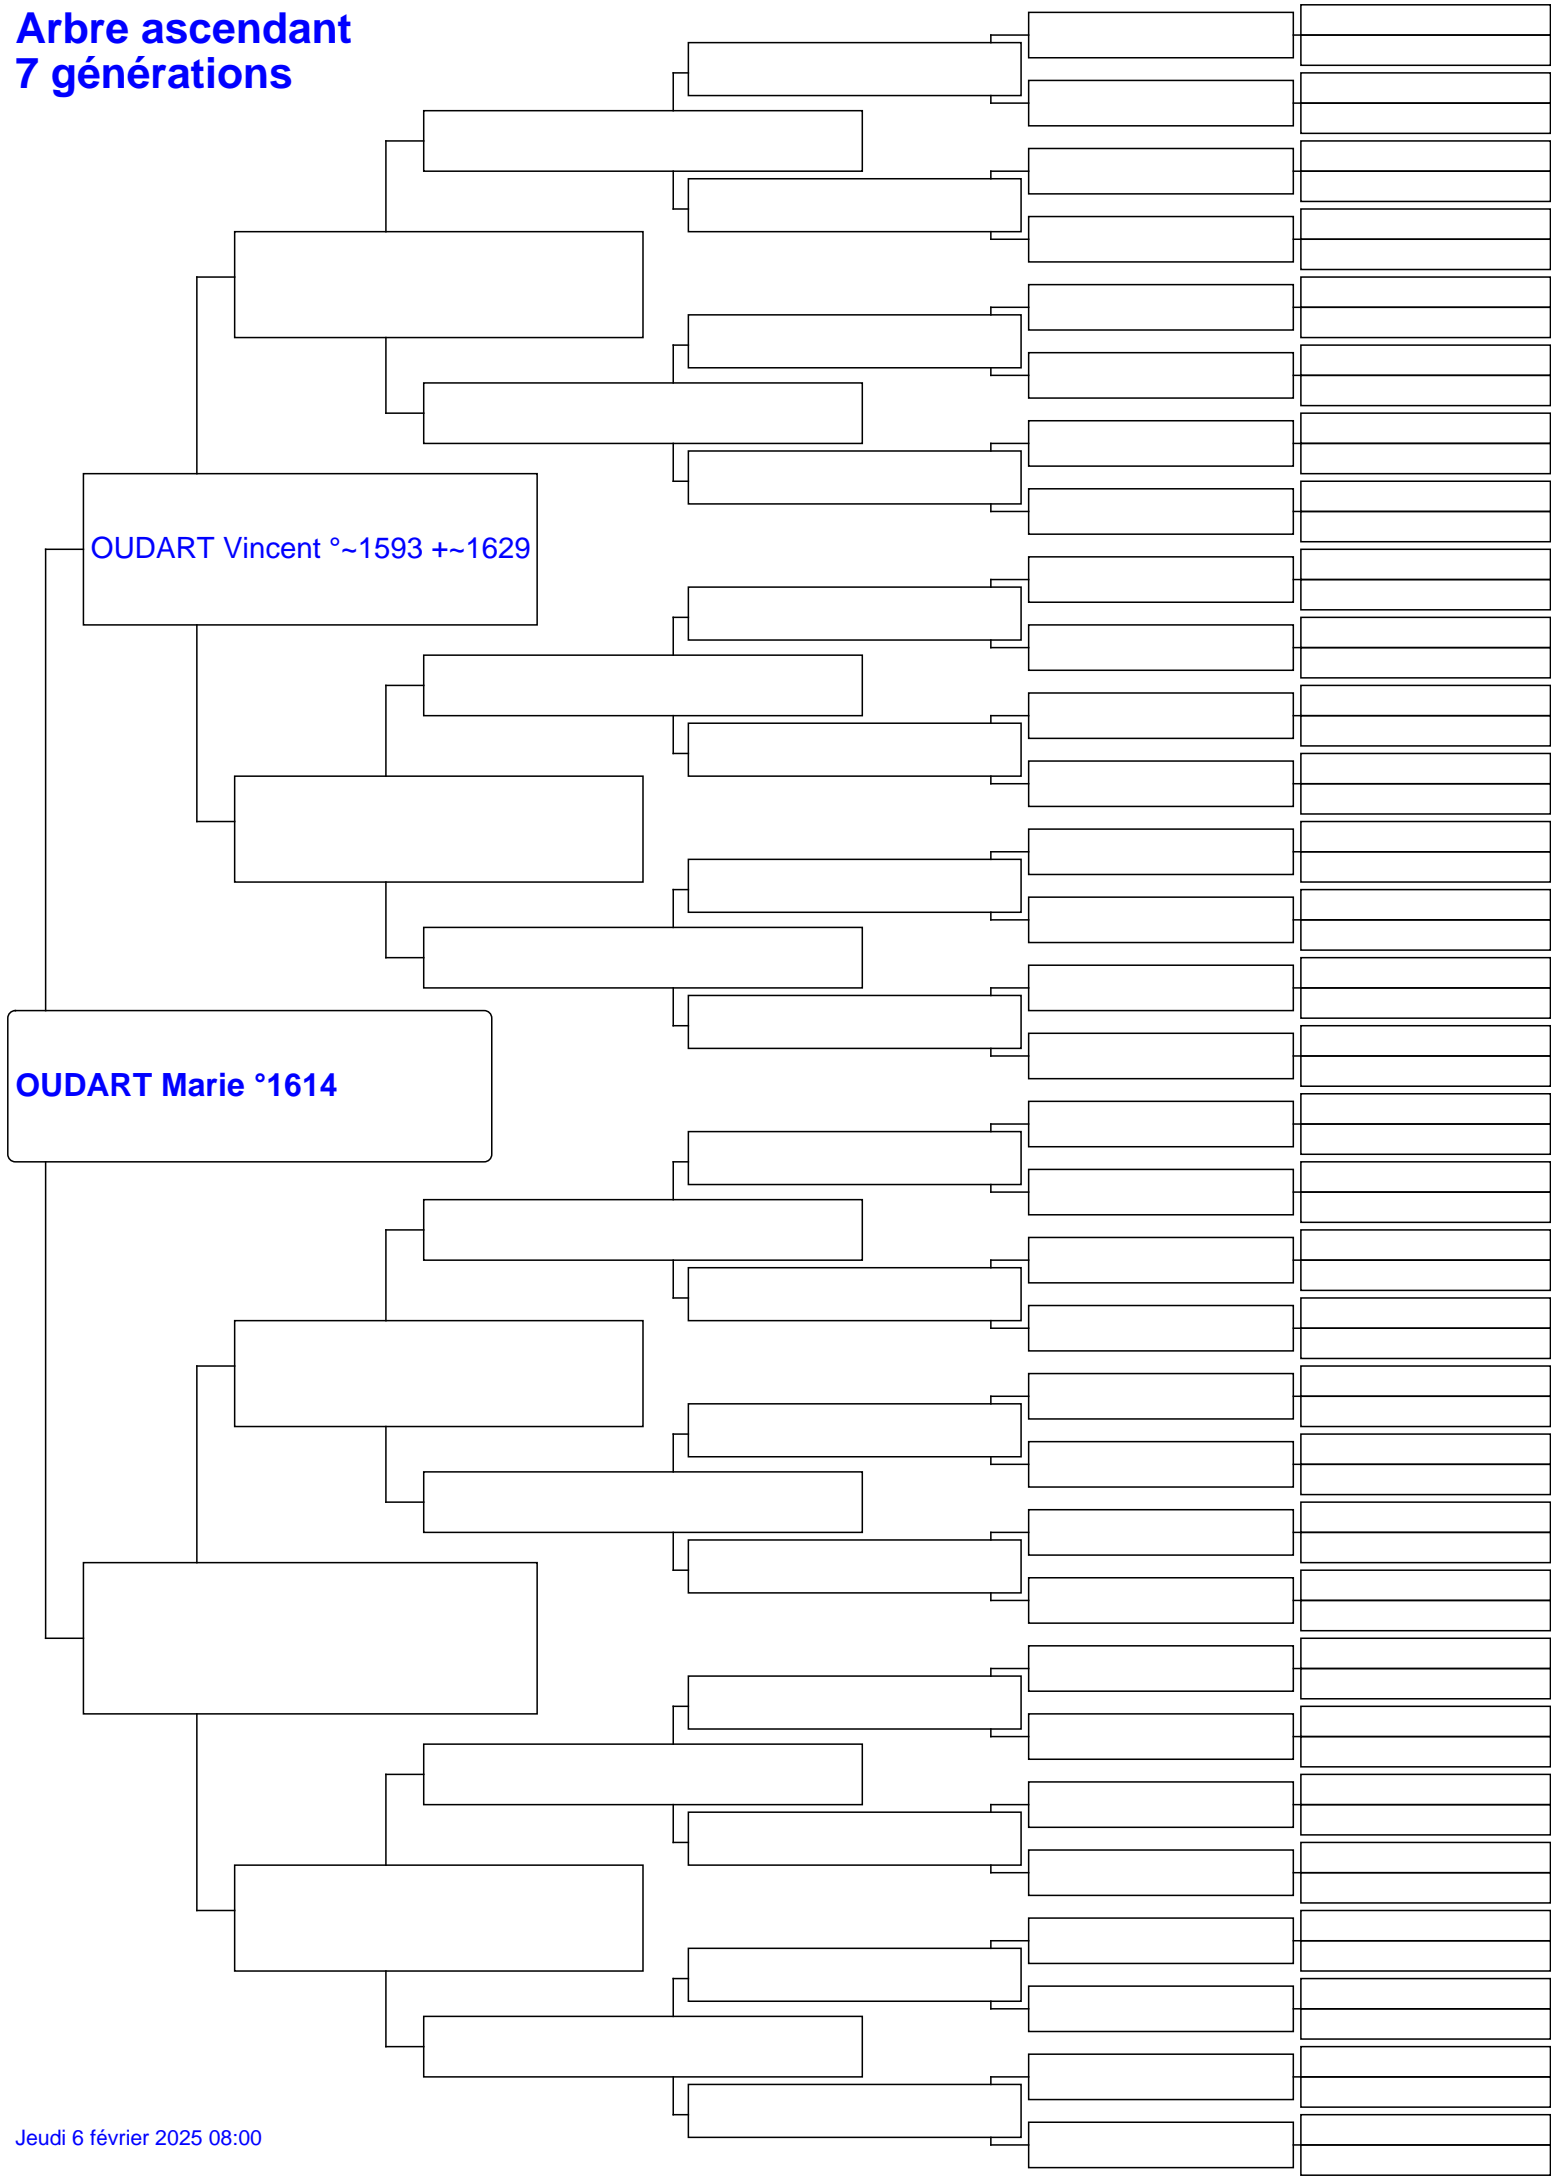 Arbre ascendant
7 générations
OUDART Vincent °~1593 +~1629
OUDART Marie °1614
Jeudi 6 février 2025 08:00